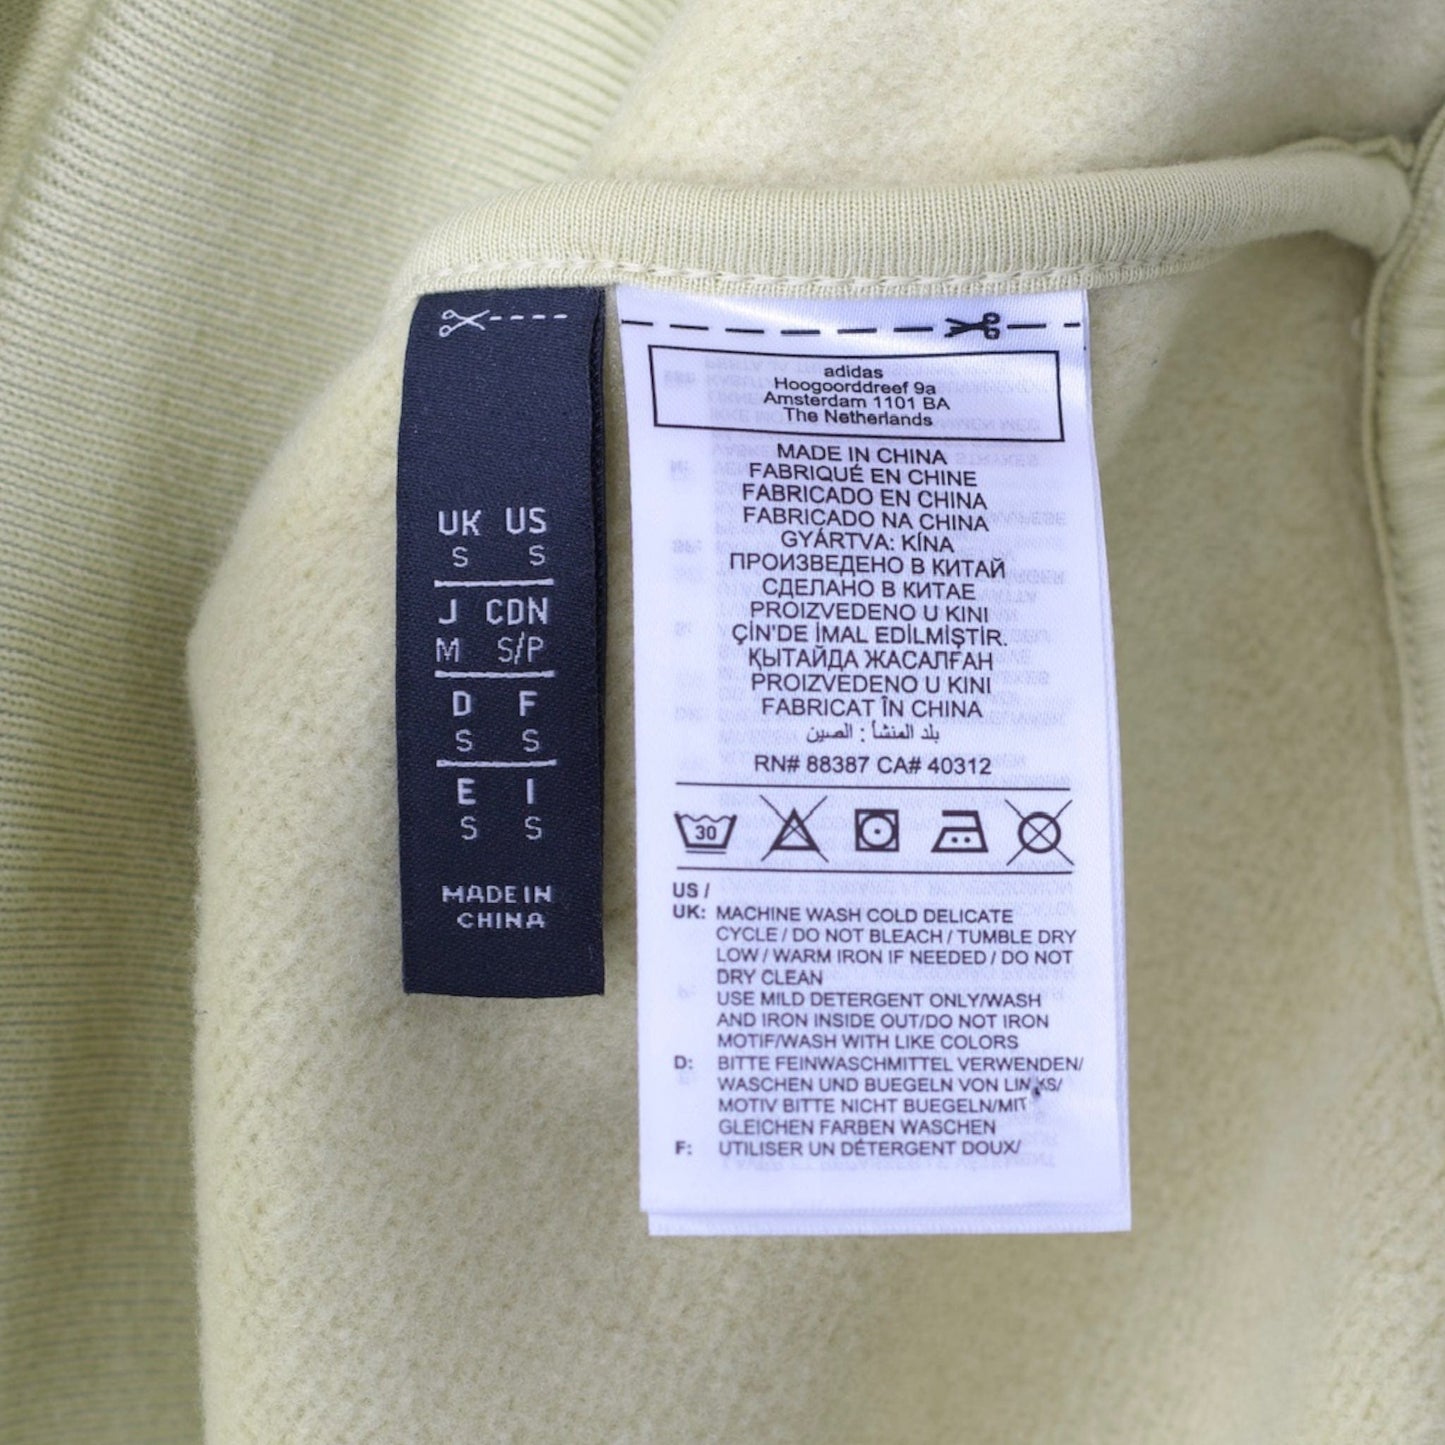 UK US
S S
J CDN
M S/P
D F
S S
E I
S S
MADE IN
CHINA
adidas
Hoogoorddreef 9a
Amsterdam 1101 BA
The Netherlands
MADE IN CHINA
FABRIQUÉ EN CHINE
FABRICADO EN CHINA
FABRICADO NA CHINA
GYÁRTVA: KÍNA
ПРОИЗВЕДЕНО В КИТАЙ
СДЕЛАНО В КИТАЕ
PROIZVEDENO U KINI
ÇİN'DE İMAL EDİLMİŞTİR.
ҚЫТАЙДА ЖАСАЛҒАН
PROIZVEDENO U KINI
FABRICAT ÎN CHINA
بلد المنشأ : الصين
RN# 88387 CA# 40312
30
US /
UK: MACHINE WASH COLD DELICATE
CYCLE / DO NOT BLEACH / TUMBLE DRY
LOW / WARM IRON IF NEEDED / DO NOT
DRY CLEAN
USE MILD DETERGENT ONLY/WASH
AND IRON INSIDE OUT/DO NOT IRON
MOTIF/WASH WITH LIKE COLORS
D: BITTE FEINWASCHMITTEL VERWENDEN/
WASCHEN UND BUEGELN VON LINKS/
MOTIV BITTE NICHT BUEGELN/MIT
GLEICHEN FARBEN WASCHEN
F: UTILISER UN DÉTERGENT DOUX/